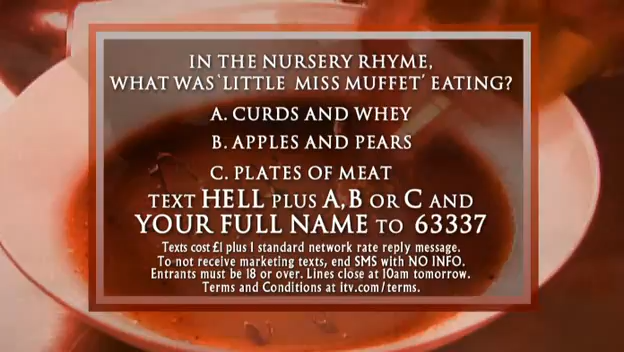 IN THE NURSERY RHYME,
WHAT WAS 'LITTLE MISS MUFFET' EATING?
A. CURDS AND WHEY
B. APPLES AND PEARS
C. PLATES OF MEAT
TEXT HELL PLUS A, B OR C AND
YOUR FULL NAME TO 63337
Texts cost £1 plus 1 standard network rate reply message.
To not receive marketing texts, end SMS with NO INFO.
Entrants must be 18 or over. Lines close at 10am tomorrow.
Terms and Conditions at itv.com/terms.